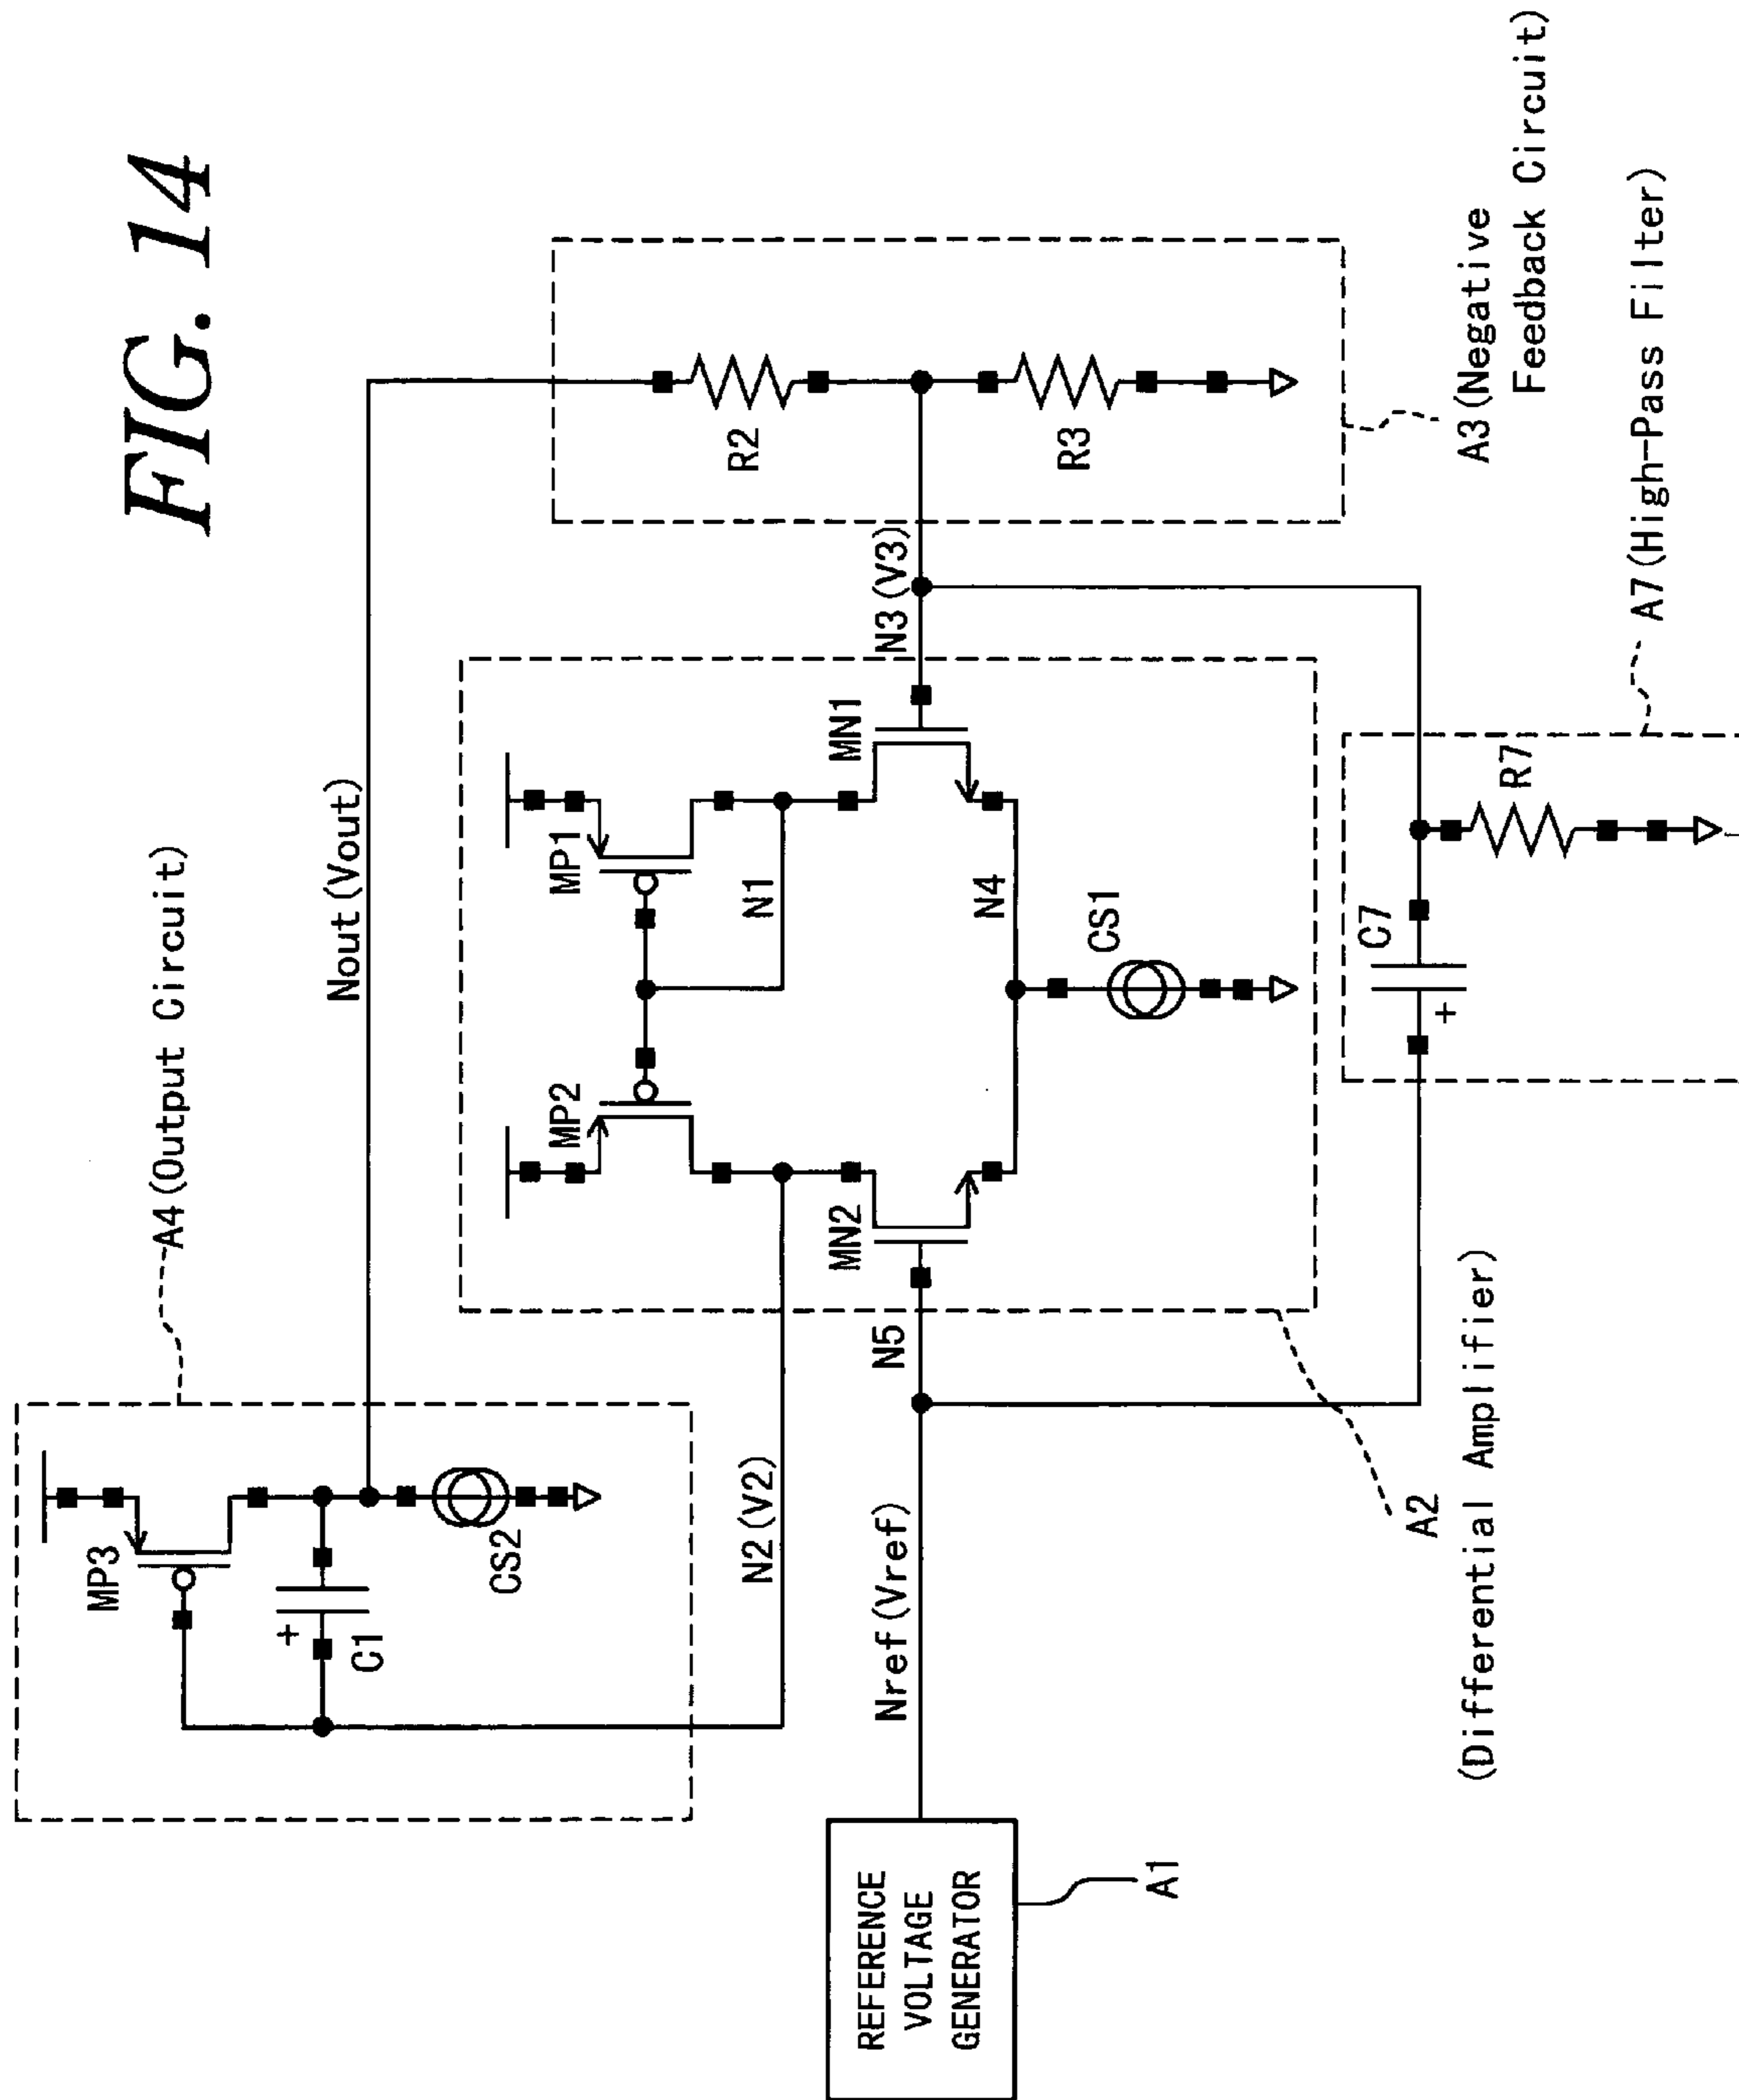 FIG. 14
A4(Output Circuit)
Nout(Vout)
MP3
C1
+
CS2
MP2
MP1
N1
MN2
MN1
N2(V2)
N5
N3(V3)
N4
CS1
R2
R3
A3(Negative
Feedback Circuit)
Nref(Vref)
REFERENCE
VOLTAGE
GENERATOR
A1
A2
(Differential Amplifier)
C7
+
R7
A7(High-Pass Filter)